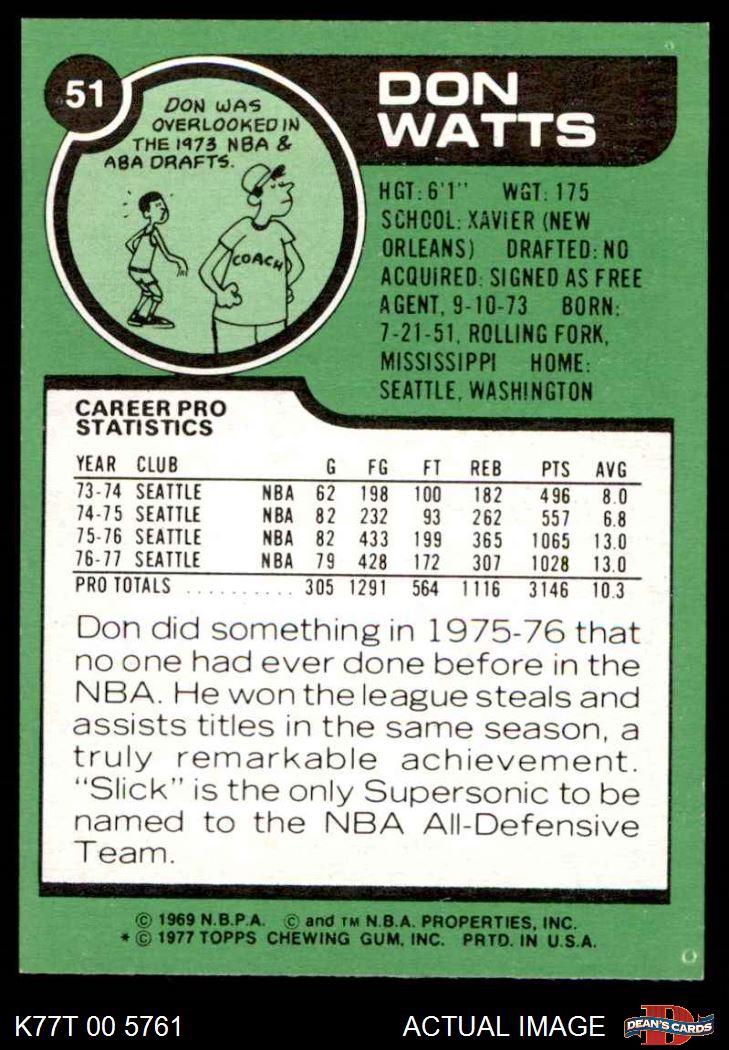 51
DON WAS
OVERLOOKED IN
THE 1973 NBA &
ABA DRAFTS.
COACH
DON
WATTS
HGT: 6'1" WGT: 175
SCHOOL: XAVIER (NEW
ORLEANS) DRAFTED: NO
ACQUIRED: SIGNED AS FREE
AGENT, 9-10-73 BORN:
7-21-51, ROLLING FORK,
MISSISSIPPI HOME:
SEATTLE, WASHINGTON
CAREER PRO
STATISTICS
YEAR CLUB G FG FT REB PTS AVG
73-74 SEATTLE NBA 62 198 100 182 496 8.0
74-75 SEATTLE NBA 82 232 93 262 557 6.8
75-76 SEATTLE NBA 82 433 199 365 1065 13.0
76-77 SEATTLE NBA 79 428 172 307 1028 13.0
PRO TOTALS .......... 305 1291 564 1116 3146 10.3
Don did something in 1975-76 that
no one had ever done before in the
NBA. He won the league steals and
assists titles in the same season, a
truly remarkable achievement.
"Slick" is the only Supersonic to be
named to the NBA All-Defensive
Team.
© 1969 N.B.P.A. © and TM N.B.A. PROPERTIES, INC.
* © 1977 TOPPS CHEWING GUM, INC. PRTD. IN U.S.A.
K77T 00 5761 ACTUAL IMAGE
D
DEAN'S CARDS